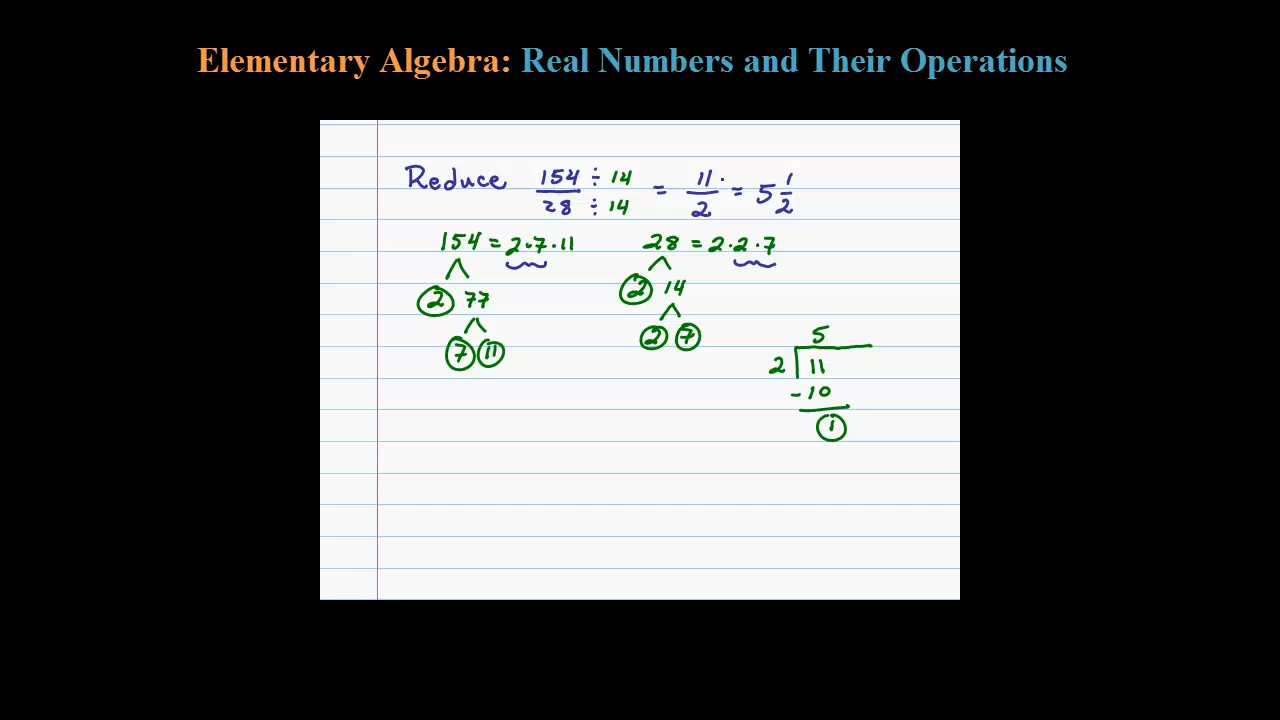 Elementary Algebra: Real Numbers and Their Operations
Reduce 154/28 ÷ 14/÷ 14 = 11/2 = 5 1/2
154 = 2·7·11 28 = 2·2·7
2 77 2 14
7 11 2 7
5
2 11
-10
1